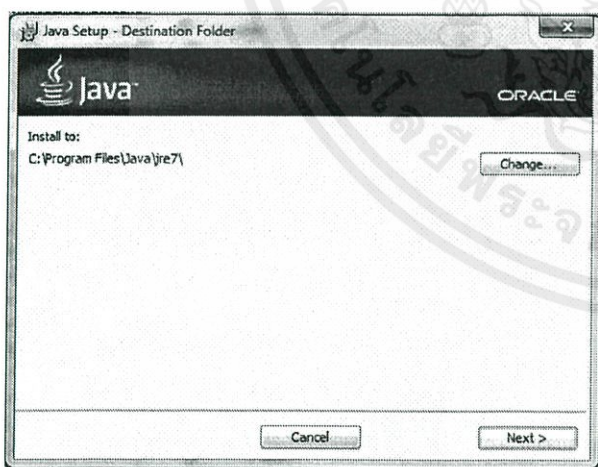 Java Setup - Destination Folder
Java
ORACLE
Install to:
C:\Program Files\Java\jre7\
Change...
Cancel
Next >